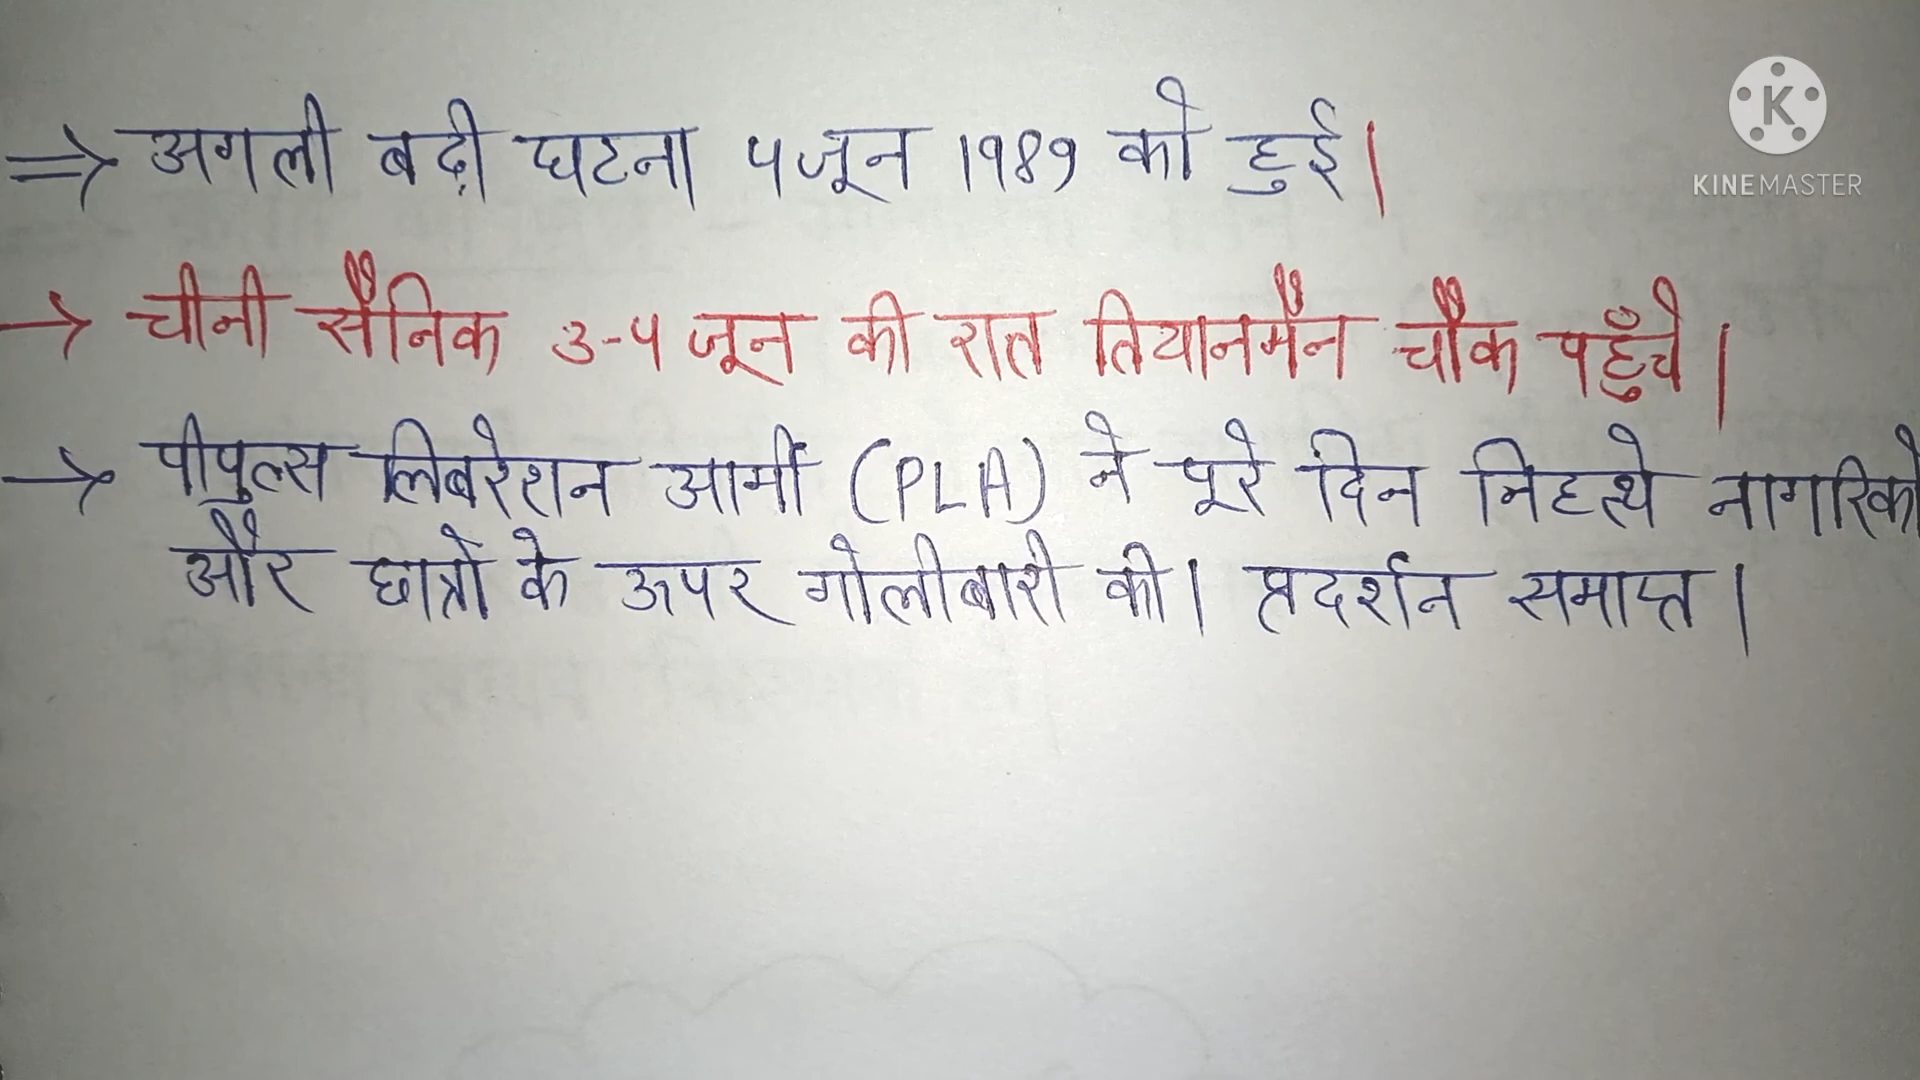 ⇒ अगली बढ़ी घटना 4 जून 1989 को हुई।
→ चीनी सैनिक 3-4 जून की रात तियानमैन चौक पहुँचे।
→ पीपुल्स लिबरेशन आर्मी (PLA) ने पूरे दिन निहत्थे नागरिको
और छात्रों के ऊपर गोलीबारी की। प्रदर्शन समाप्त।
K
KINEMASTER